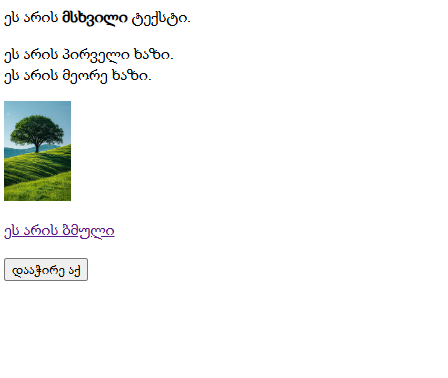 ეს არის მსხვილი ტექსტი.
ეს არის პირველი ხაზი.
ეს არის მეორე ხაზი.
ეს არის ბმული
დააჭირე აქ